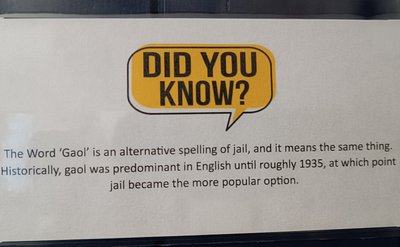 DID YOU
KNOW?
The Word ‘Gaol’ is an alternative spelling of jail, and it means the same thing.
Historically, gaol was predominant in English until roughly 1935, at which point
jail became the more popular option.